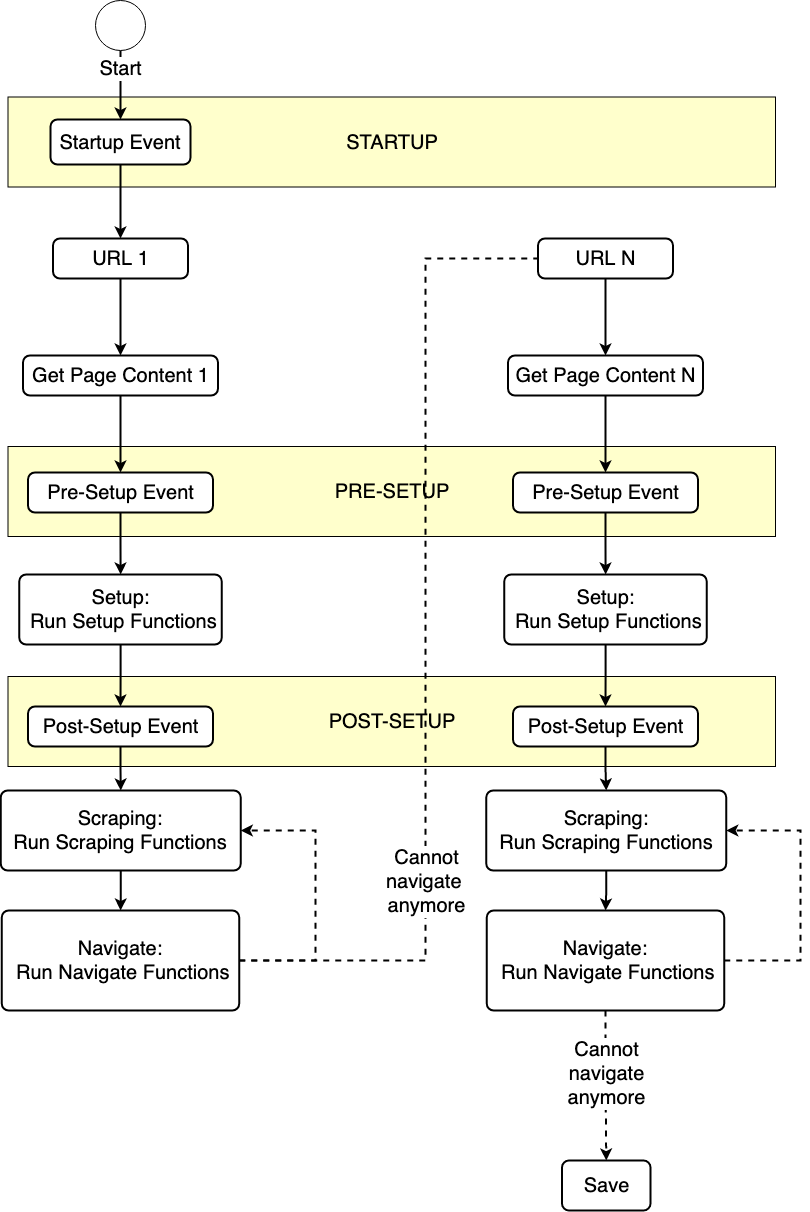 Start
Startup Event
STARTUP
URL 1
URL N
Get Page Content 1
Get Page Content N
Pre-Setup Event
PRE-SETUP
Pre-Setup Event
Setup:
Run Setup Functions
Setup:
Run Setup Functions
Post-Setup Event
POST-SETUP
Post-Setup Event
Scraping:
Run Scraping Functions
Scraping:
Run Scraping Functions
Cannot
navigate
anymore
Navigate:
Run Navigate Functions
Navigate:
Run Navigate Functions
Cannot
navigate
anymore
Save